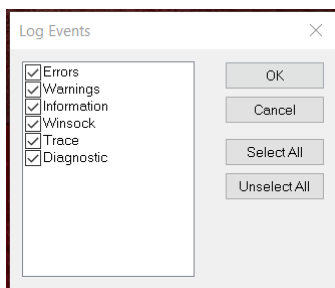 Log Events
Errors
Warnings
Information
Winsock
Trace
Diagnostic
OK
Cancel
Select All
Unselect All